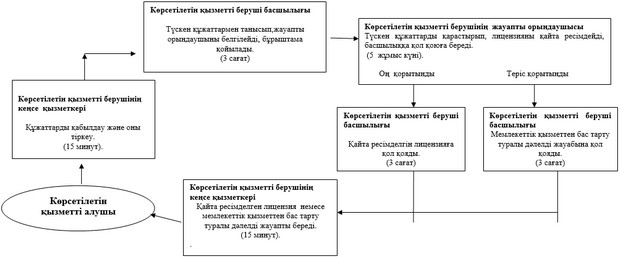 Көрсетілетін қызметті беруші басшылығы
Түскен құжаттармен танысып,жауапты
орындаушыны белгілейді, бұрыштама
қойылады.
(3 сағат)
Көрсетілетін қызметті берушінің жауапты орындаушысы
Түскен құжаттарды қарастырып, лицензияны қайта ресімдейді,
басшылыққа қол қоюға береді.
(5 жұмыс күні).
Оң қорытынды Теріс қорытынды
Көрсетілетін қызметті берушінің
кеңсе қызметкері
Құжаттарды қабылдау және оны
тіркеу.
(15 минут).
Көрсетілетін қызметті беруші
басшылығы
Қайта ресімделгін лицензияға
қол қояды.
(3 сағат)
Көрсетілетін қызметті беруші
басшылығы
Мемлекеттік қызметтен бас тарту
туралы дәлелді жауабына қол
қояды.
(3 сағат)
Көрсетілетін
қызметті алушы
Көрсетілетін қызметті берушінің
кеңсе қызметкері
Қайта ресімделген лицензия немесе
мемлекеттік қызметтен бас тарту
туралы дәлелді жауапты береді.
(15 минут).
.